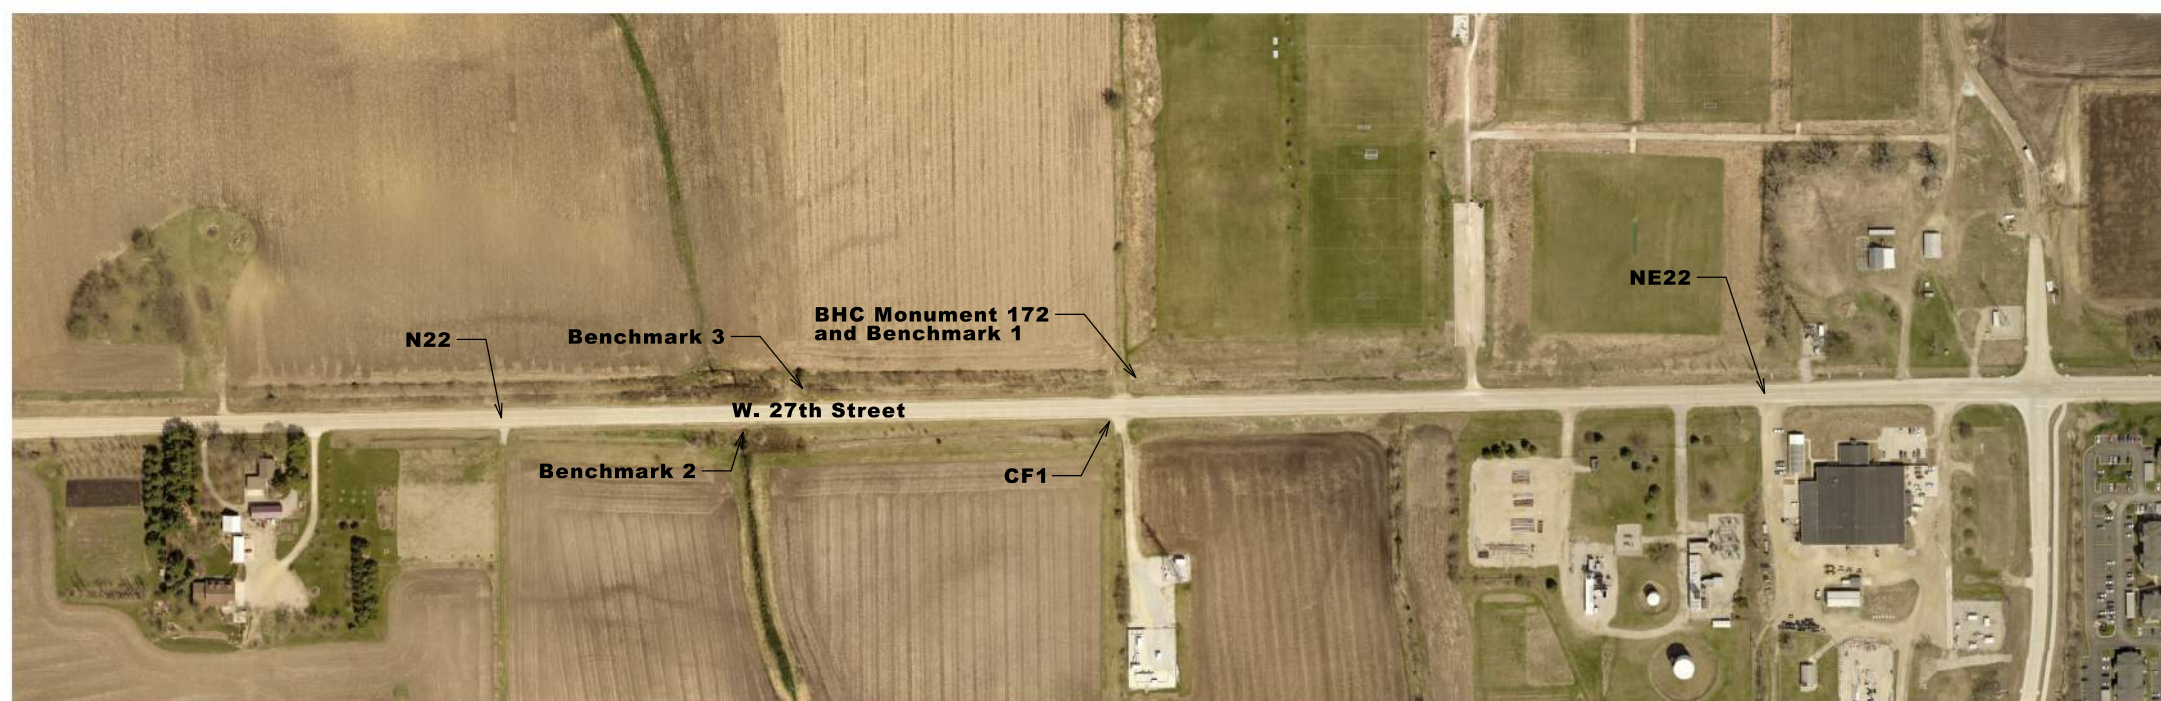 NE22
BHC Monument 172
and Benchmark 1
Benchmark 3
N22
W. 27th Street
Benchmark 2
CF1